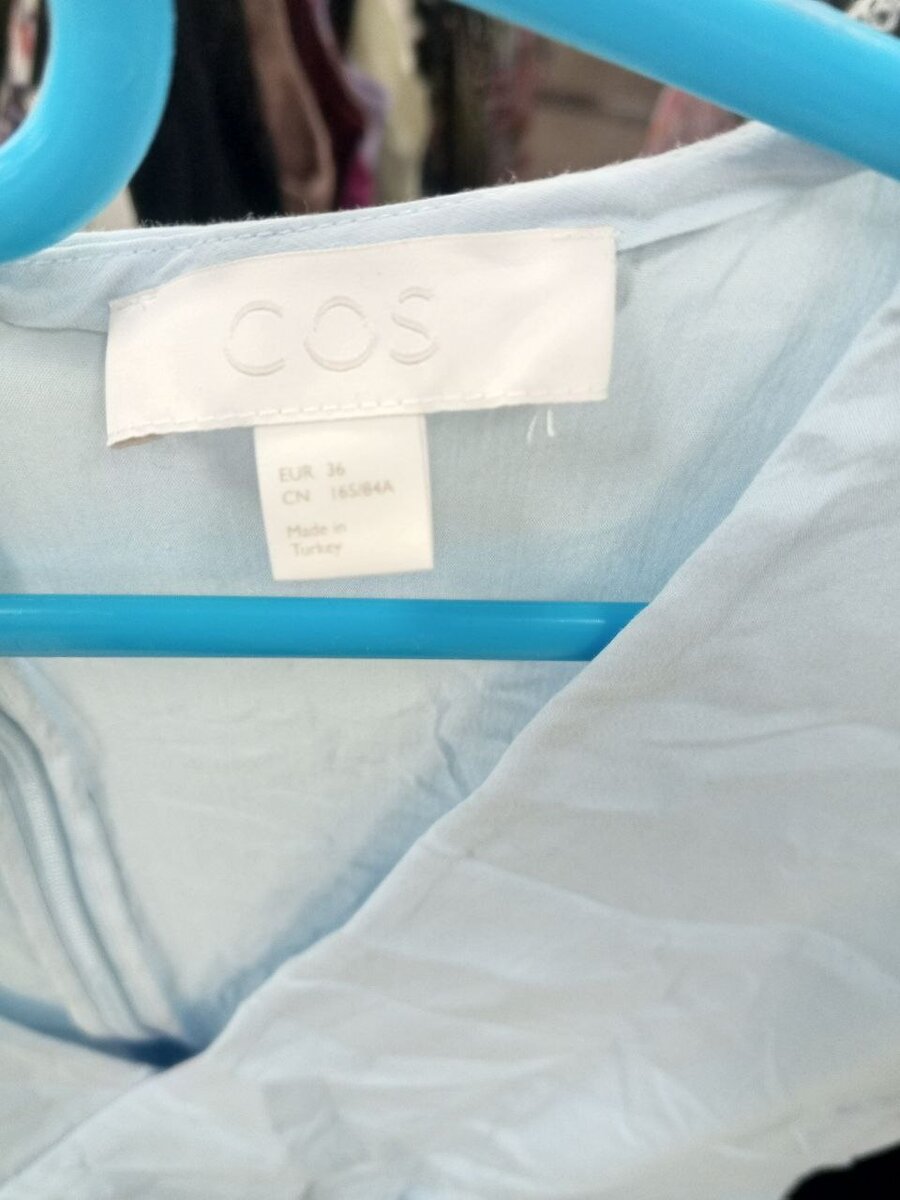 COS
EUR 36
CN 165/84A
Made in
Turkey